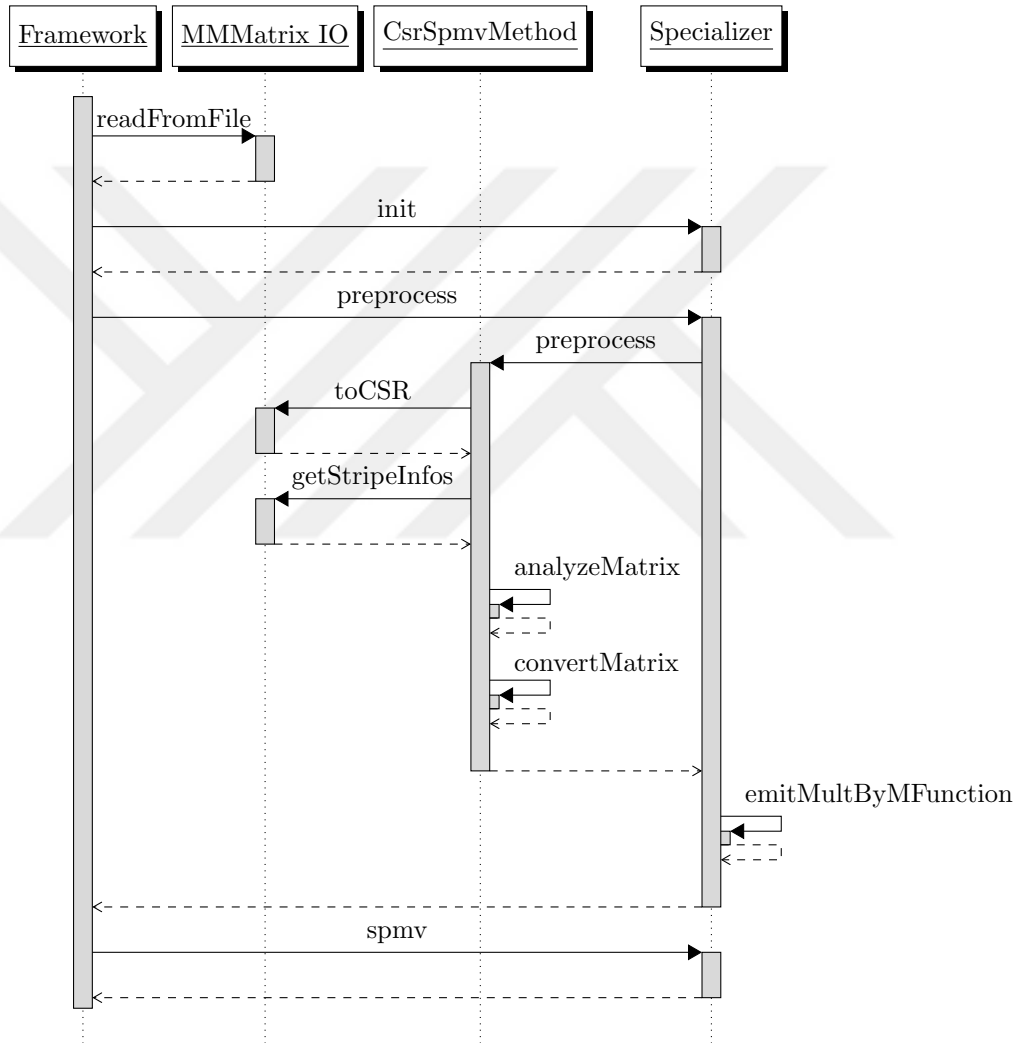 Framework
MMMatrix IO
CsrSpmvMethod
Specializer
readFromFile
init
preprocess
preprocess
toCSR
getStripeInfos
analyzeMatrix
convertMatrix
emitMultByMFunction
spmv